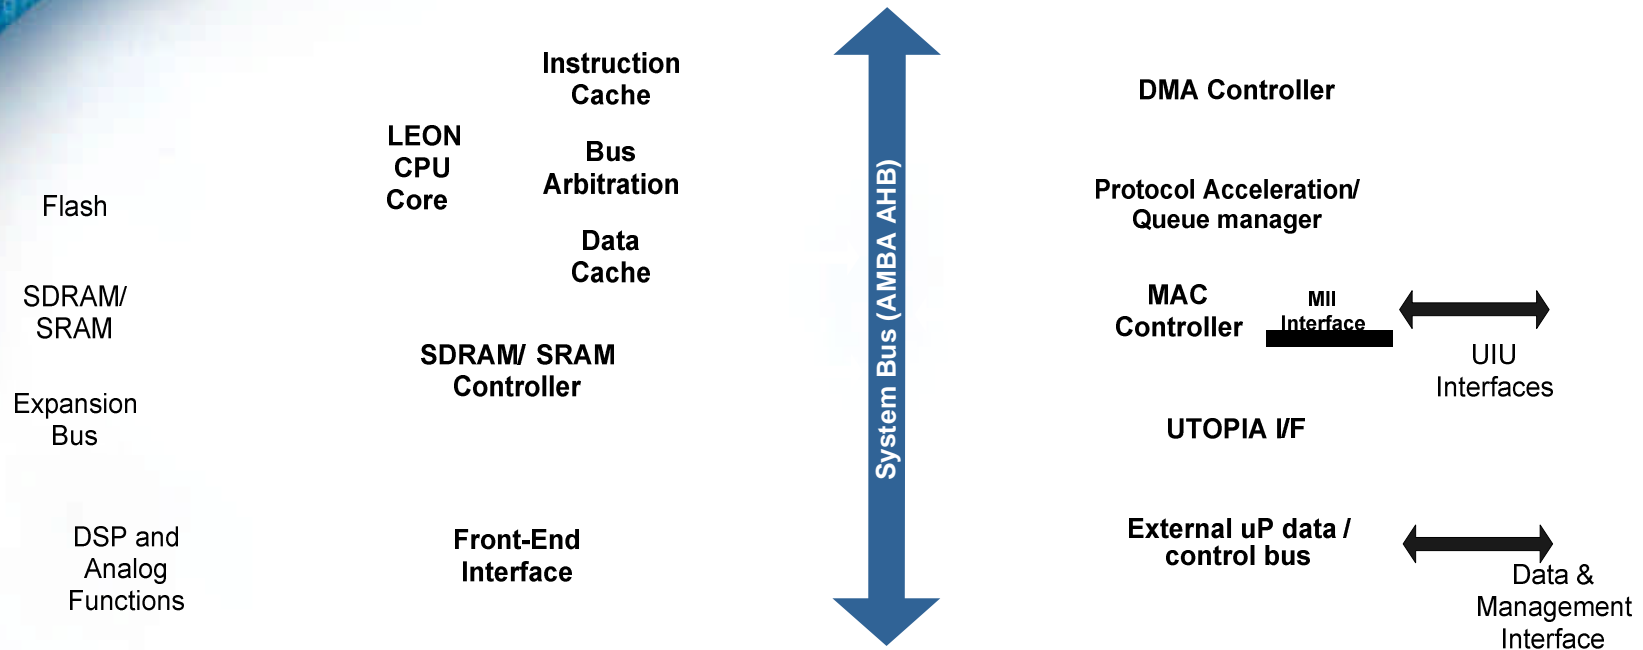 Instruction
Cache
LEON
CPU
Core
Bus
Arbitration
Data
Cache
Flash
SDRAM/
SRAM
SDRAM/ SRAM
Controller
Expansion
Bus
DSP and
Analog
Functions
Front-End
Interface
System Bus (AMBA AHB)
DMA Controller
Protocol Acceleration/
Queue manager
MAC
Controller
MII
Interface
UIU
Interfaces
UTOPIA I/F
External uP data /
control bus
Data &
Management
Interface